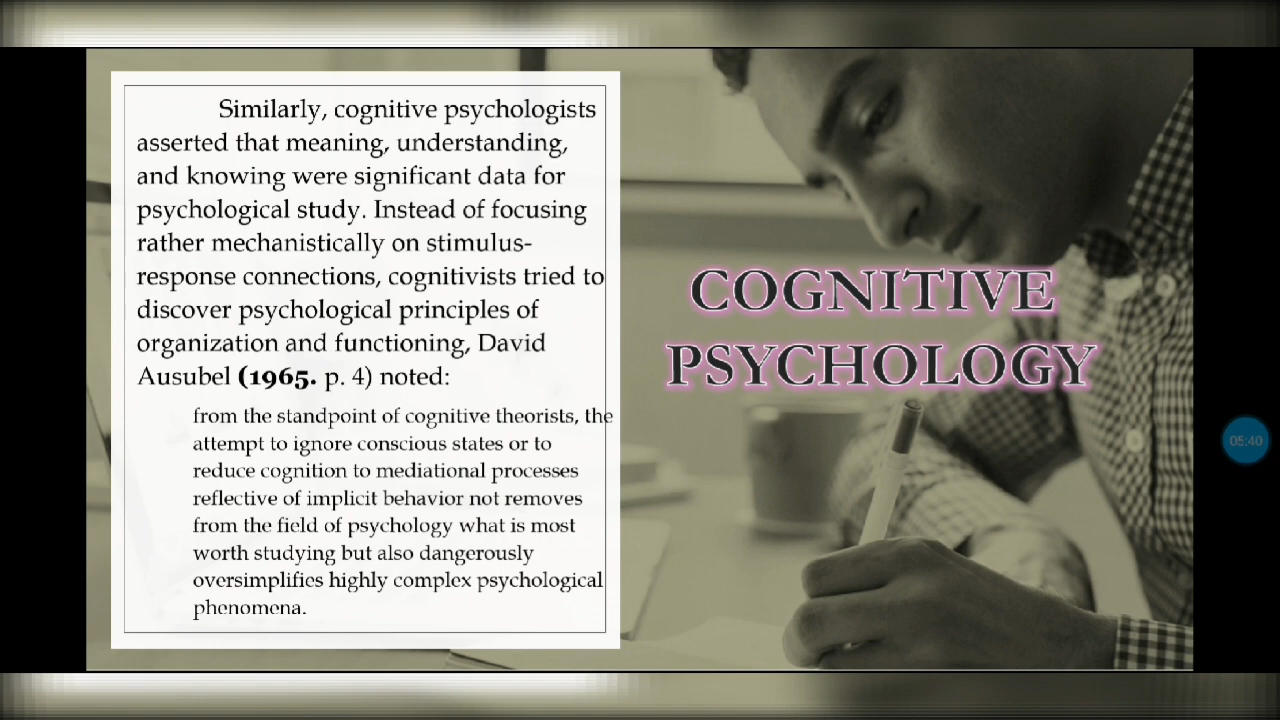 Similarly, cognitive psychologists
asserted that meaning, understanding,
and knowing were significant data for
psychological study. Instead of focusing
rather mechanistically on stimulus-
response connections, cognitivists tried to
discover psychological principles of
organization and functioning, David
Ausubel (1965. p. 4) noted:
from the standpoint of cognitive theorists, the
attempt to ignore conscious states or to
reduce cognition to mediational processes
reflective of implicit behavior not removes
from the field of psychology what is most
worth studying but also dangerously
oversimplifies highly complex psychological
phenomena.
COGNITIVE
PSYCHOLOGY
05:40